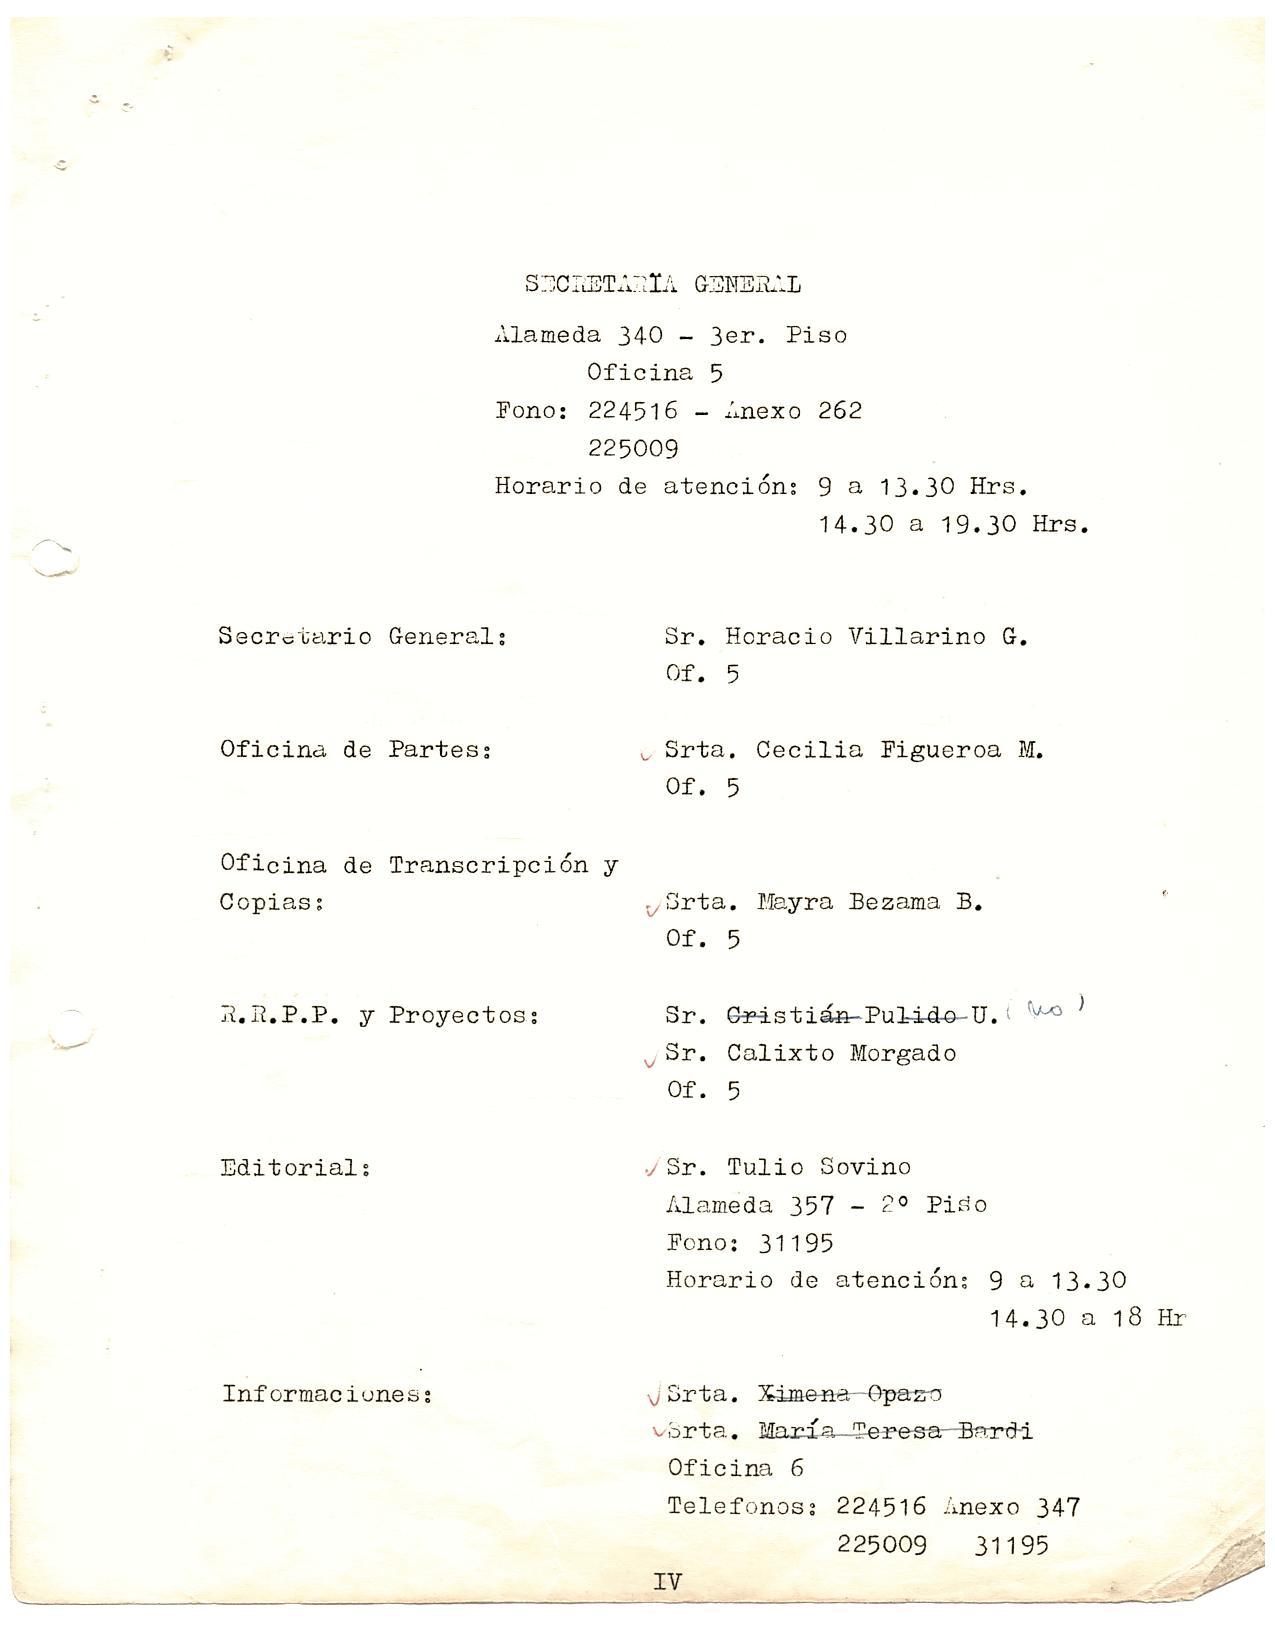 SECRETARÍA GENERAL
Alameda 340 - 3er. Piso
Oficina 5
Fono: 224516 - Anexo 262
225009
Horario de atención: 9 a 13.30 Hrs.
14.30 a 19.30 Hrs.
Secretario General: Sr. Horacio Villarino G.
Of. 5
Oficina de Partes: Srta. Cecilia Figueroa M.
Of. 5
Oficina de Transcripción y
Copias: Srta. Mayra Bezama B.
Of. 5
R.R.P.P. y Proyectos: Sr. Cristián Pulido U. (No)
Sr. Calixto Morgado
Of. 5
Editorial: Sr. Tulio Sovino
Alameda 357 - 2º Piso
Fono: 31195
Horario de atención: 9 a 13.30
14.30 a 18 Hr
Informaciones: Srta. Ximena Opazo
Srta. María Teresa Bardi
Oficina 6
Telefonos: 224516 Anexo 347
225009 31195
IV